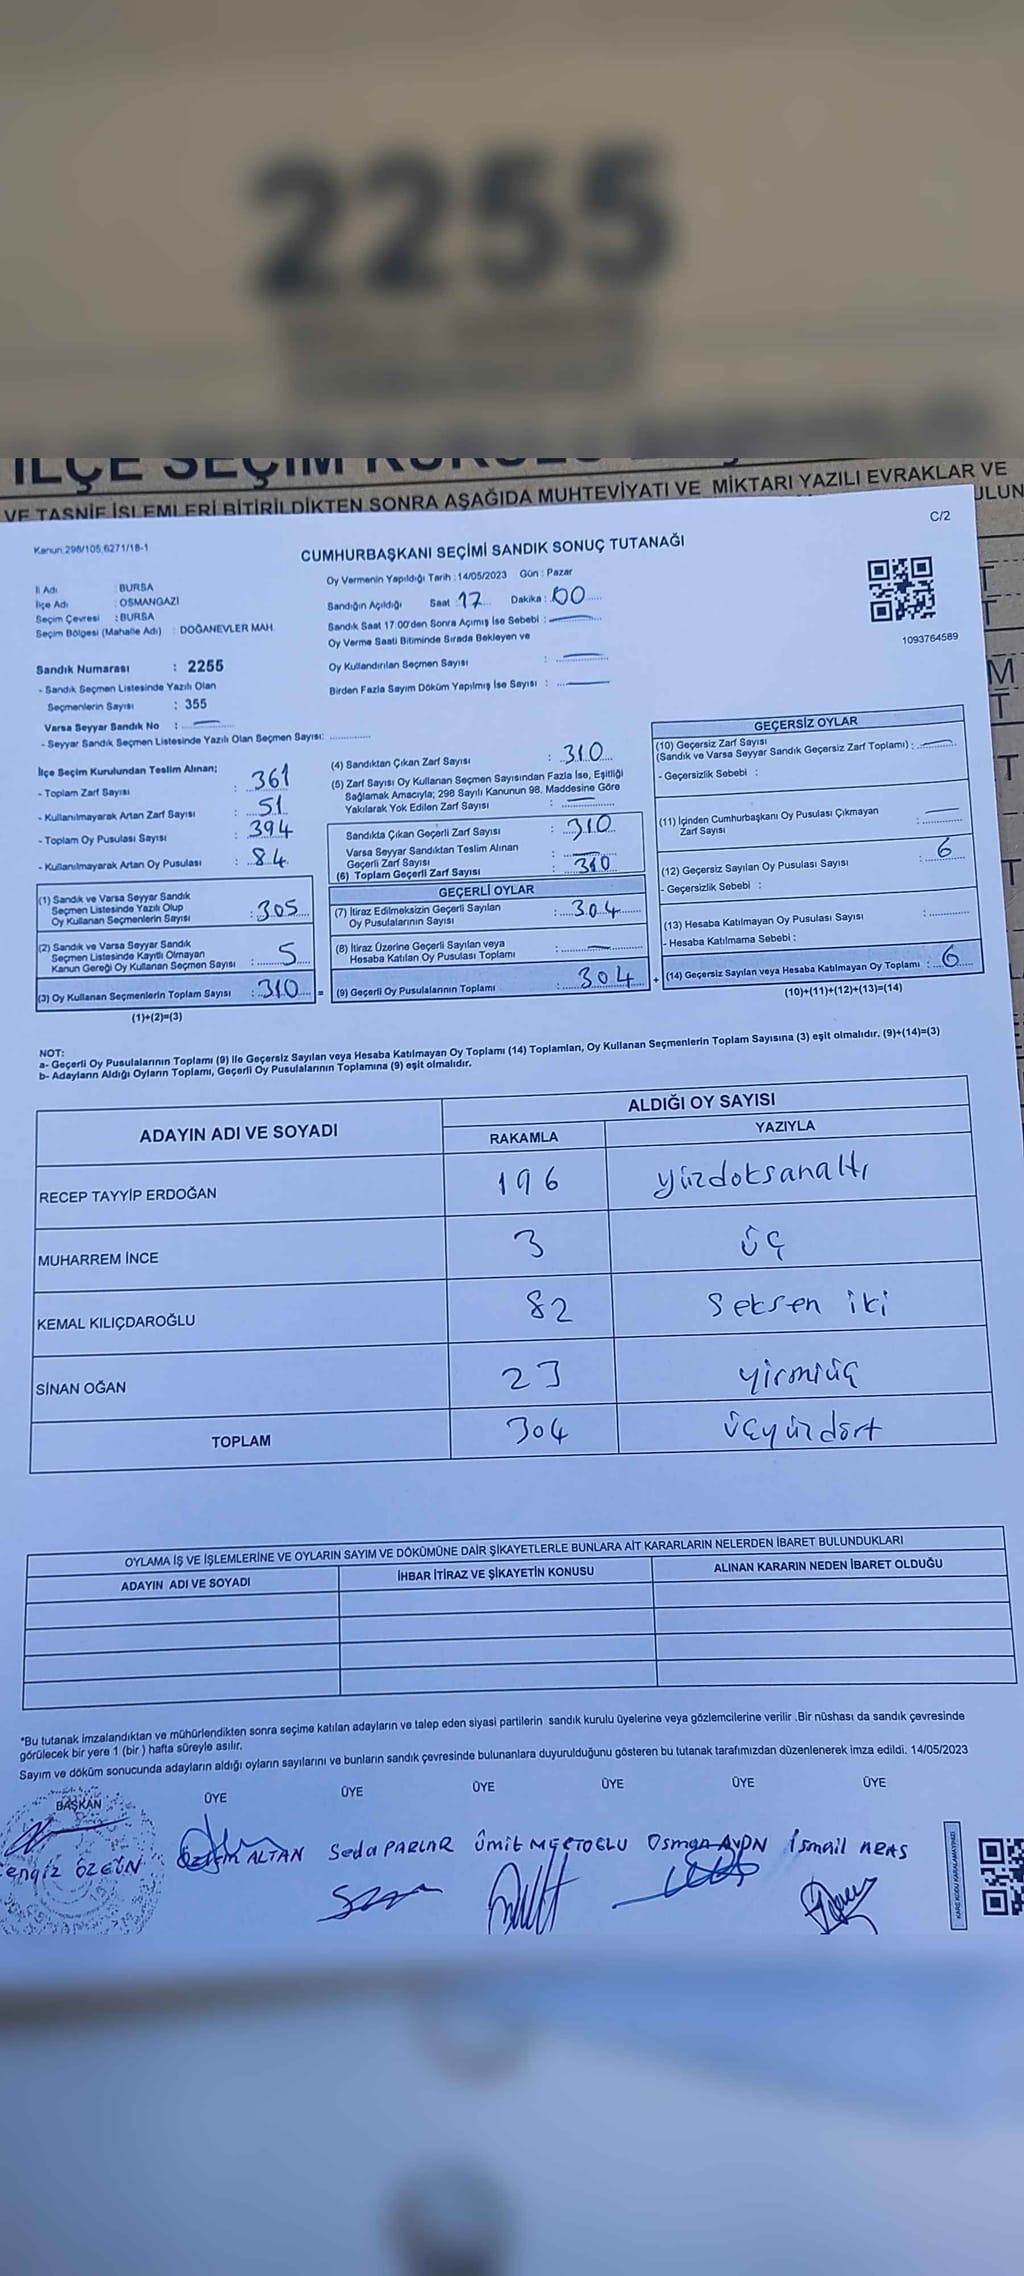 2255
İLÇE SEÇİM KURULU
VE TASNİF İŞLEMLERİ BİTİRİLDİKTEN SONRA AŞAĞIDA MUHTEVİYATI VE MİKTARI YAZILI EVRAKLAR VE
C/2
Kanun:298/105,6271/18-1
CUMHURBAŞKANI SEÇİMİ SANDIK SONUÇ TUTANAĞI
İl Adı : BURSA
İlçe Adı : OSMANGAZİ
Seçim Çevresi : BURSA
Seçim Bölgesi (Mahalle Adı) : DOĞANEVLER MAH.
Oy Vermenin Yapıldığı Tarih :14/05/2023 Gün : Pazar
Sandığın Açıldığı Saat :17 Dakika :00
Sandık Saat 17:00'den Sonra Açımış İse Sebebi :
Oy Verme Saati Bitiminde Sırada Bekleyen ve
Oy Kullandırılan Seçmen Sayısı :
Birden Fazla Sayım Döküm Yapılmış İse Sayısı :
1093764589
Sandık Numarası : 2255
- Sandık Seçmen Listesinde Yazılı Olan
Seçmenlerin Sayısı : 355
Varsa Seyyar Sandık No :
- Seyyar Sandık Seçmen Listesinde Yazılı Olan Seçmen Sayısı:
İlçe Seçim Kurulundan Teslim Alınan;
- Toplam Zarf Sayısı : 361
- Kullanılmayarak Artan Zarf Sayısı : 51
- Toplam Oy Pusulası Sayısı : 394
- Kullanılmayarak Artan Oy Pusulası : 84
(1) Sandık ve Varsa Seyyar Sandık
Seçmen Listesinde Yazılı Olup
Oy Kullanan Seçmenlerin Sayısı : 305
(2) Sandık ve Varsa Seyyar Sandık
Seçmen Listesinde Kayıtlı Olmayan
Kanun Gereği Oy Kullanan Seçmen Sayısı : 5
(3) Oy Kullanan Seçmenlerin Toplam Sayısı : 310 =
(1)+(2)=(3)
(4) Sandıktan Çıkan Zarf Sayısı : 310
(5) Zarf Sayısı Oy Kullanan Seçmen Sayısından Fazla İse, Eşitliği
Sağlamak Amacıyla; 298 Sayılı Kanunun 98. Maddesine Göre
Yakılarak Yok Edilen Zarf Sayısı :
Sandıkta Çıkan Geçerli Zarf Sayısı : 310
Varsa Seyyar Sandıktan Teslim Alınan
Geçerli Zarf Sayısı :
(6) Toplam Geçerli Zarf Sayısı : 310
GEÇERLİ OYLAR
(7) İtiraz Edilmeksizin Geçerli Sayılan
Oy Pusulalarının Sayısı : 304
(8) İtiraz Üzerine Geçerli Sayılan veya
Hesaba Katılan Oy Pusulası Toplamı :
(9) Geçerli Oy Pusulalarının Toplamı : 304 +
GEÇERSİZ OYLAR
(10) Geçersiz Zarf Sayısı
(Sandık ve Varsa Seyyar Sandık Geçersiz Zarf Toplamı) :
- Geçersizlik Sebebi :
(11) İçinden Cumhurbaşkanı Oy Pusulası Çıkmayan
Zarf Sayısı :
(12) Geçersiz Sayılan Oy Pusulası Sayısı : 6
- Geçersizlik Sebebi :
(13) Hesaba Katılmayan Oy Pusulası Sayısı :
- Hesaba Katılmama Sebebi :
(14) Geçersiz Sayılan veya Hesaba Katılmayan Oy Toplamı : 6
(10)+(11)+(12)+(13)=(14)
NOT:
a- Geçerli Oy Pusulalarının Toplamı (9) ile Geçersiz Sayılan veya Hesaba Katılmayan Oy Toplamı (14) Toplamları, Oy Kullanan Seçmenlerin Toplam Sayısına (3) eşit olmalıdır. (9)+(14)=(3)
b- Adayların Aldığı Oyların Toplamı, Geçerli Oy Pusulalarının Toplamına (9) eşit olmalıdır.
ADAYIN ADI VE SOYADI ALDIĞI OY SAYISI
RAKAMLA YAZIYLA
RECEP TAYYİP ERDOĞAN 196 yüzdoksanaltı
MUHARREM İNCE 3 üç
KEMAL KILIÇDAROĞLU 82 Seksen iki
SİNAN OĞAN 23 yirmiüç
TOPLAM 304 üçyüzdört
OYLAMA İŞ VE İŞLEMLERİNE VE OYLARIN SAYIM VE DÖKÜMÜNE DAİR ŞİKAYETLERLE BUNLARA AİT KARARLARIN NELERDEN İBARET BULUNDUKLARI
ADAYIN ADI VE SOYADI İHBAR İTİRAZ VE ŞİKAYETİN KONUSU ALINAN KARARIN NEDEN İBARET OLDUĞU
*Bu tutanak imzalandıktan ve mühürlendikten sonra seçime katılan adayların ve talep eden siyasi partilerin sandık kurulu üyelerine veya gözlemcilerine verilir .Bir nüshası da sandık çevresinde
görülecek bir yere 1 (bir ) hafta süreyle asılır.
Sayım ve döküm sonucunda adayların aldığı oyların sayılarını ve bunların sandık çevresinde bulunanlara duyurulduğunu gösteren bu tutanak tarafımızdan düzenlenerek imza edildi. 14/05/2023
BAŞKAN ÜYE ÜYE ÜYE ÜYE ÜYE ÜYE
engiz ÖZGÜN ALTAN Seda PARLAR Ümit Osman AYDN İsmail ARAS
KARE KODU KARALAMAYINIZ!